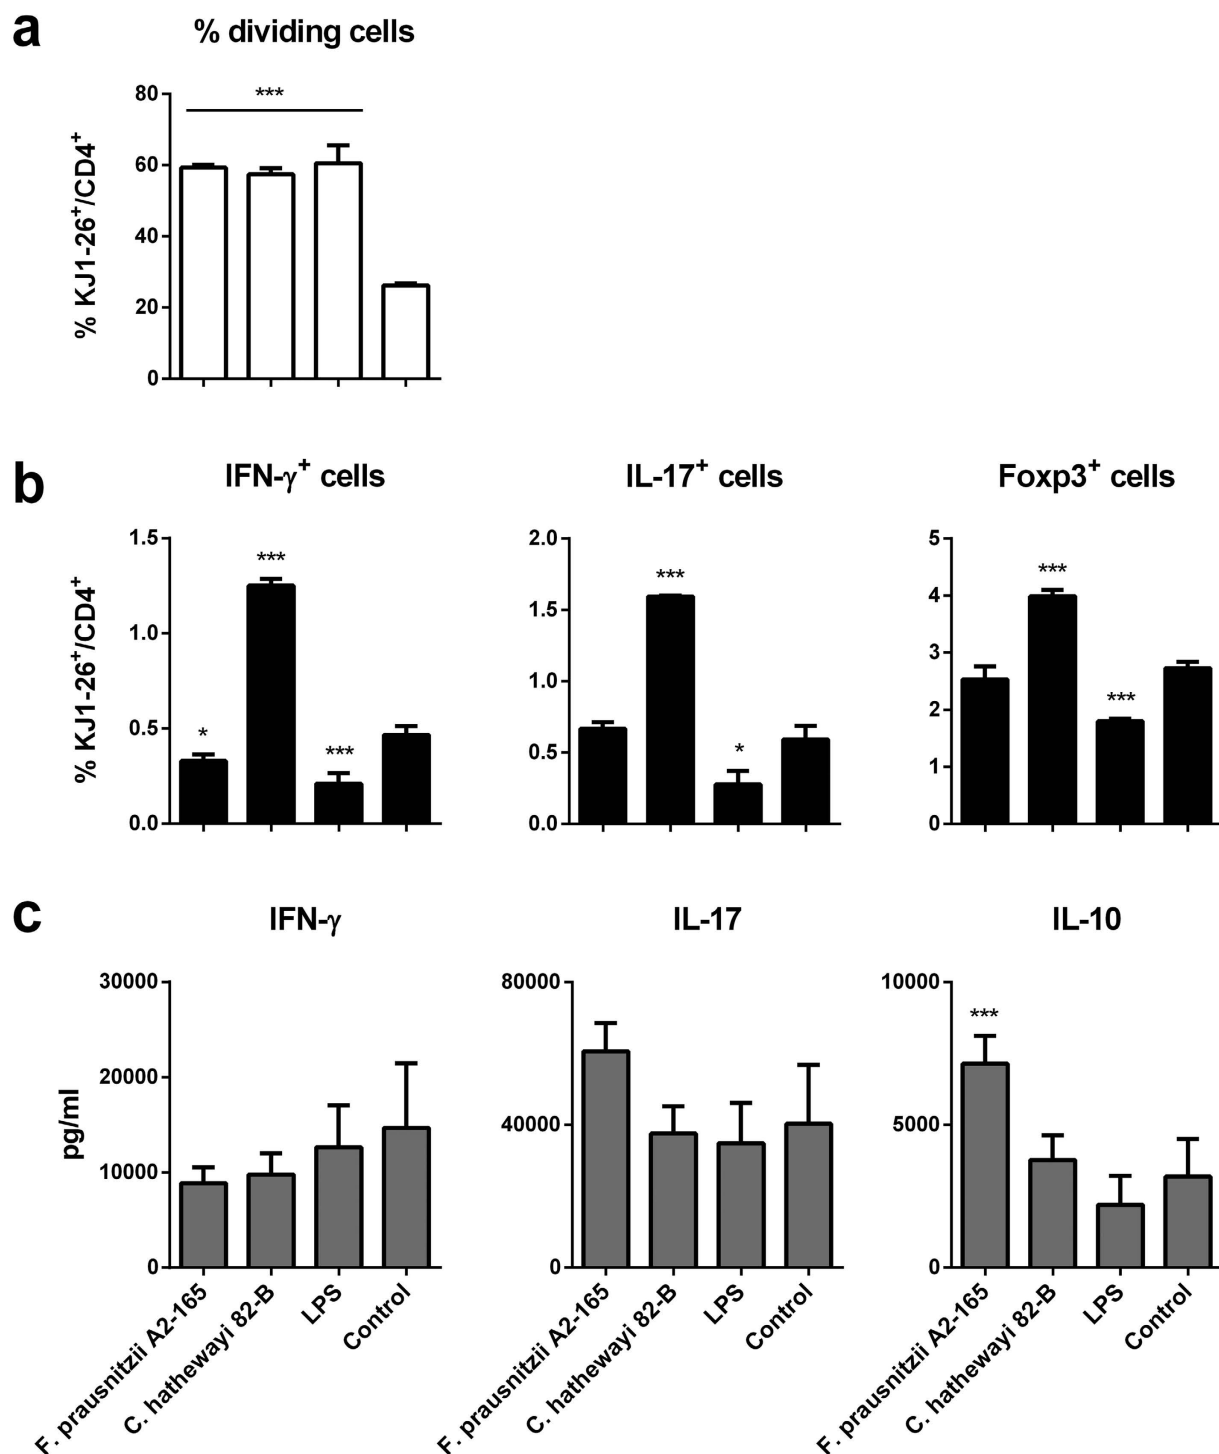 a
% dividing cells
% KJ1-26⁺/CD4⁺
80
60
40
20
0
***
b
IFN-γ⁺ cells
% KJ1-26⁺/CD4⁺
1.5
1.0
0.5
0.0
*
***
***
IL-17⁺ cells
2.0
1.5
1.0
0.5
0.0
***
*
Foxp3⁺ cells
5
4
3
2
1
0
***
***
c
IFN-γ
pg/ml
30000
20000
10000
0
F. prausnitzii A2-165
C. hathewayi 82-B
LPS
Control
IL-17
80000
40000
0
F. prausnitzii A2-165
C. hathewayi 82-B
LPS
Control
IL-10
10000
5000
0
***
F. prausnitzii A2-165
C. hathewayi 82-B
LPS
Control